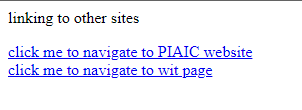 linking to other sites
click me to navigate to PIAIC website
click me to navigate to wit page